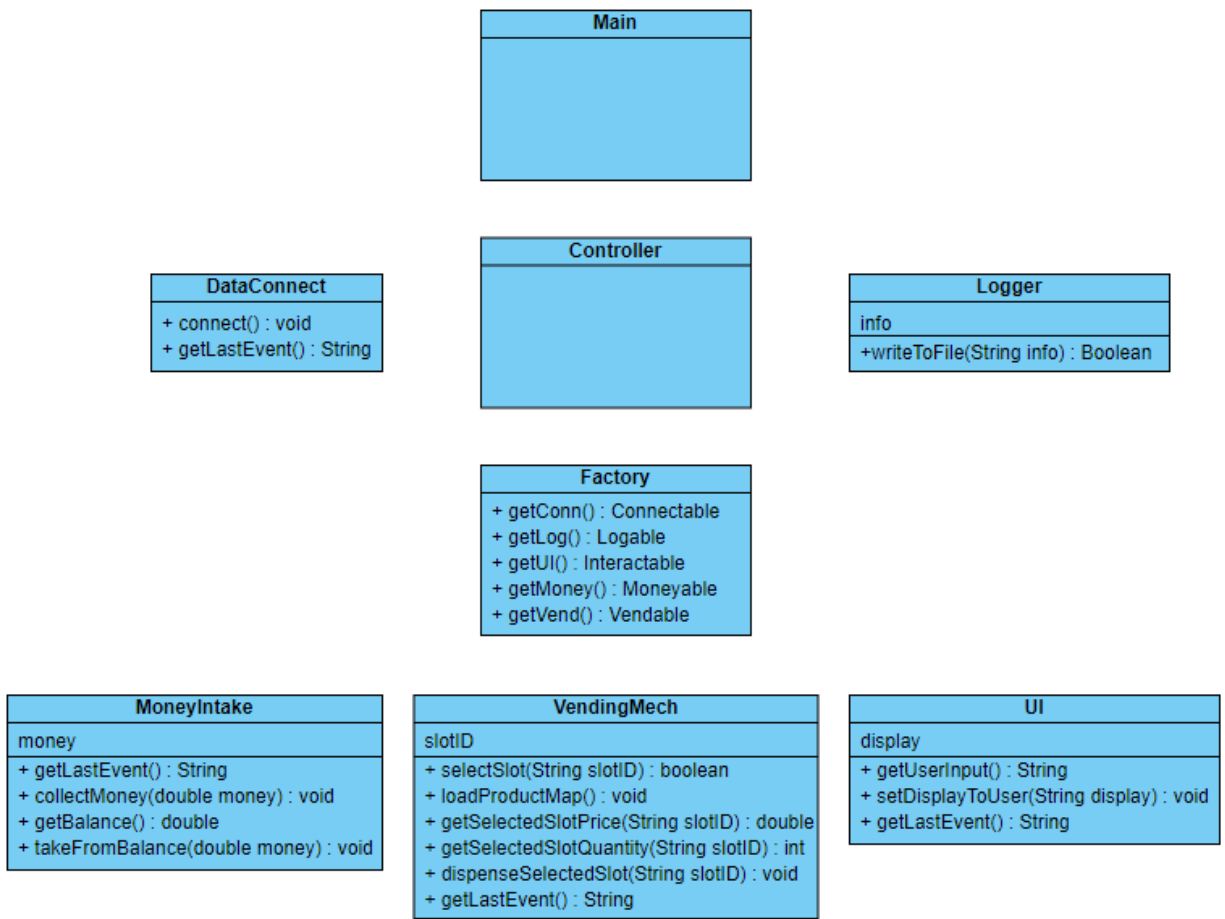 Main
Controller
DataConnect
+ connect() : void
+ getLastEvent() : String
Logger
info
+writeToFile(String info) : Boolean
Factory
+ getConn() : Connectable
+ getLog() : Logable
+ getUI() : Interactable
+ getMoney() : Moneyable
+ getVend() : Vendable
MoneyIntake
money
+ getLastEvent() : String
+ collectMoney(double money) : void
+ getBalance() : double
+ takeFromBalance(double money) : void
VendingMech
slotID
+ selectSlot(String slotID) : boolean
+ loadProductMap() : void
+ getSelectedSlotPrice(String slotID) : double
+ getSelectedSlotQuantity(String slotID) : int
+ dispenseSelectedSlot(String slotID) : void
+ getLastEvent() : String
UI
display
+ getUserInput() : String
+ setDisplayToUser(String display) : void
+ getLastEvent() : String